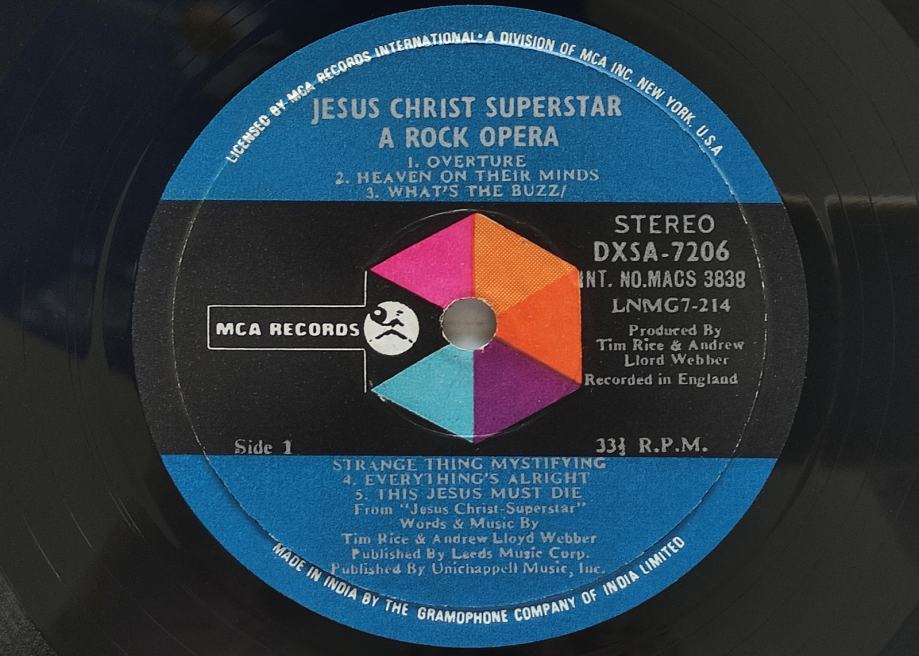 LICENSED BY MCA RECORDS INTERNATIONAL • A DIVISION OF MCA INC. NEW YORK. U.S.A
JESUS CHRIST SUPERSTAR
A ROCK OPERA
1. OVERTURE
2. HEAVEN ON THEIR MINDS
3. WHAT'S THE BUZZ/
STEREO
DXSA-7206
INT. NO.MACS 3838
LNMG7-214
MCA RECORDS
Produced By
Tim Rice & Andrew
Llord Webber
Recorded in England
Side 1
33⅓ R.P.M.
STRANGE THING MYSTIFYING
4. EVERYTHING'S ALRIGHT
5. THIS JESUS MUST DIE
From "Jesus Christ-Superstar"
Words & Music By
Tim Rice & Andrew Lloyd Webber
Published By Leeds Music Corp.
Published By Unichappell Music, Inc.
MADE IN INDIA BY THE GRAMOPHONE COMPANY OF INDIA LIMITED